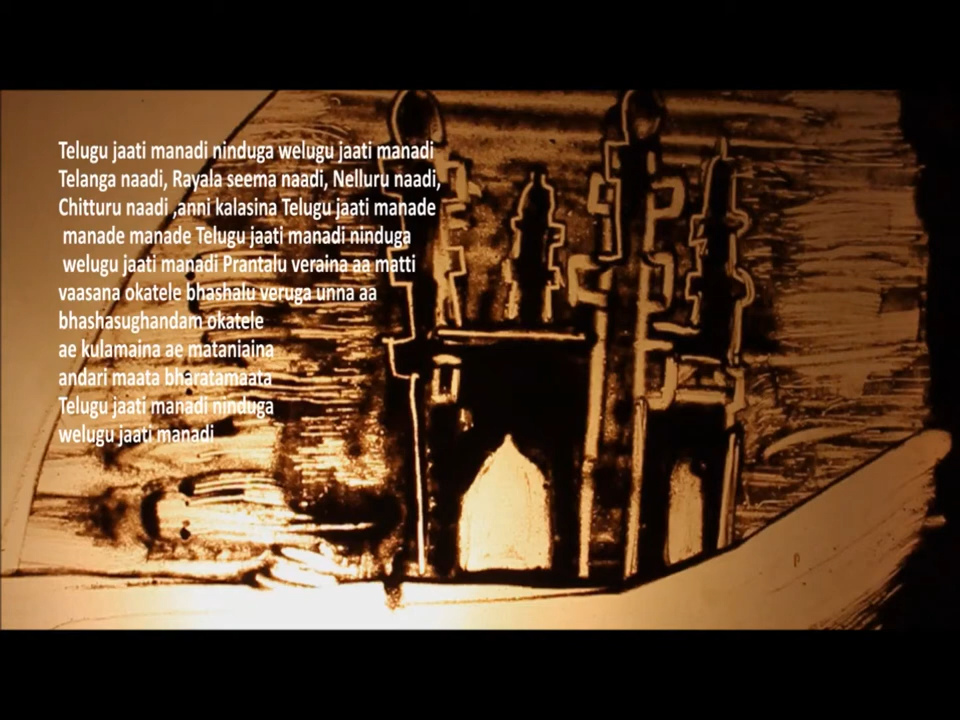 Telugu jaati manadi ninduga welugu jaati manadi
Telanga naadi, Rayala seema naadi, Nelluru naadi,
Chitturu naadi ,anni kalasina Telugu jaati manade
manade manade Telugu jaati manadi ninduga
welugu jaati manadi Prantalu veraina aa matti
vaasana okatele bhashalu veruga unna aa
bhashasughandam okatele
ae kulamaina ae mataniaina
andari maata bharatamaata
Telugu jaati manadi ninduga
welugu jaati manadi